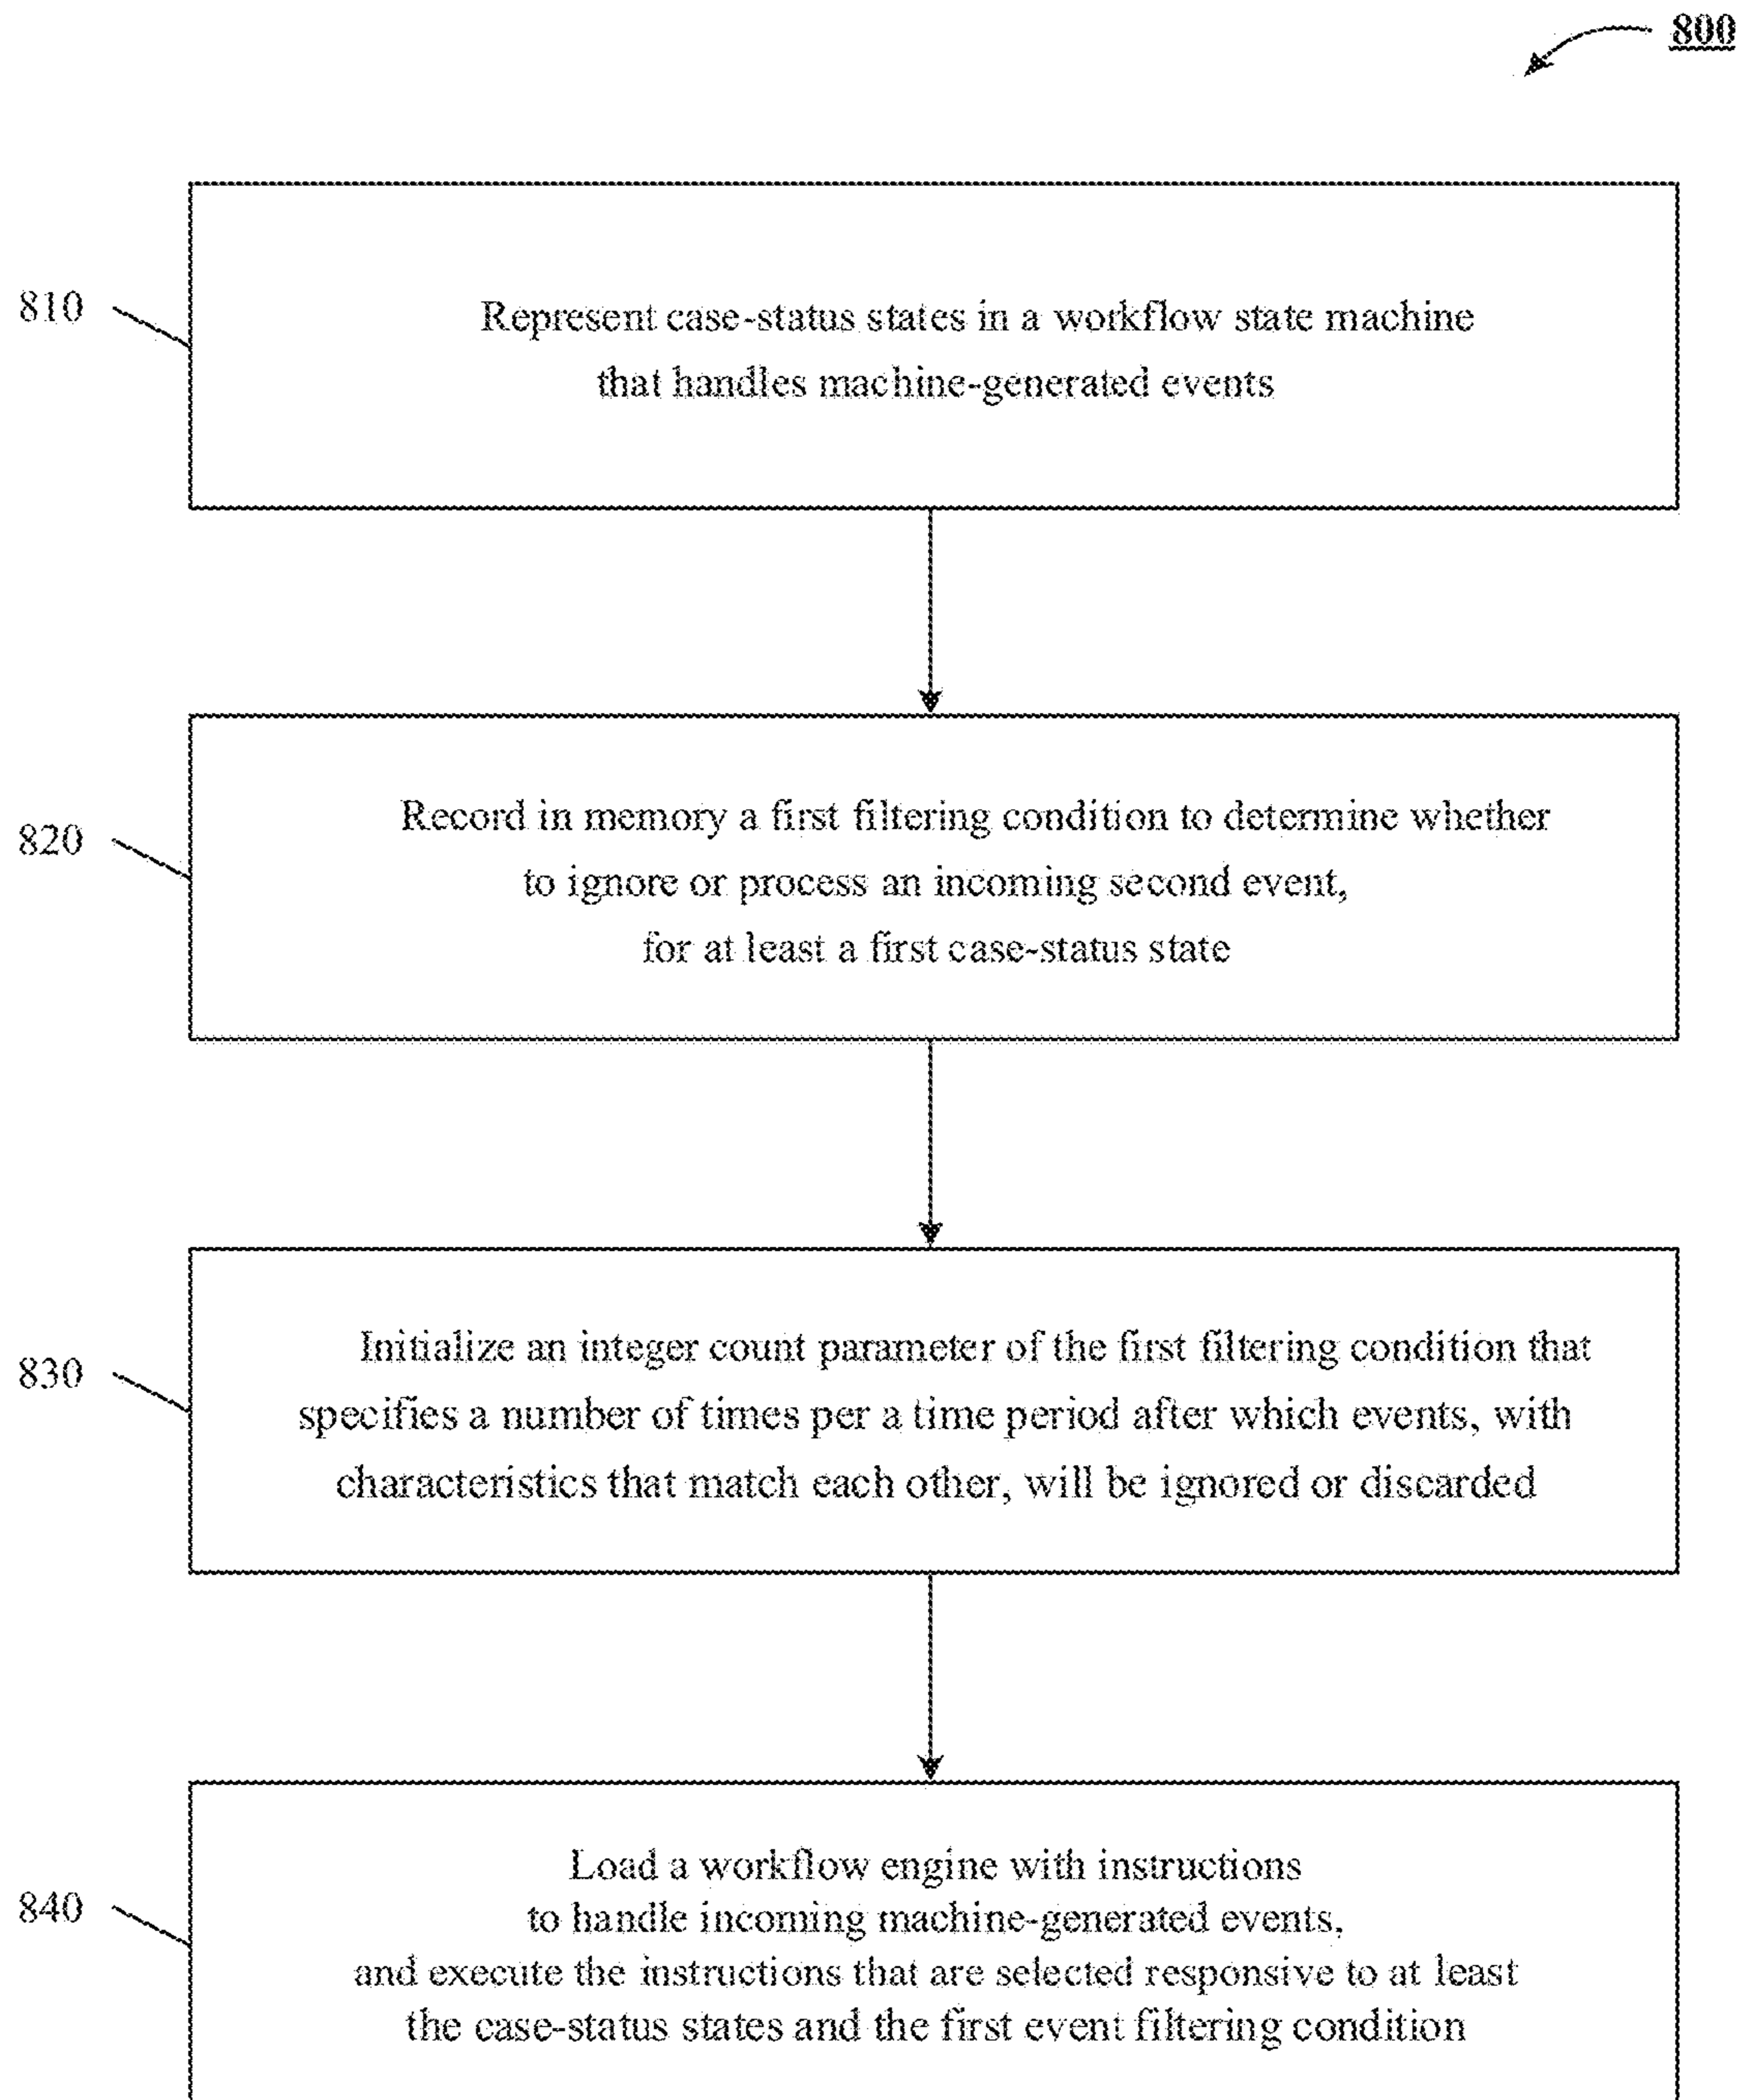 800
810
Represent case-status states in a workflow state machine
that handles machine-generated events
820
Record in memory a first filtering condition to determine whether
to ignore or process an incoming second event,
for at least a first case-status state
830
Initialize an integer count parameter of the first filtering condition that
specifies a number of times per a time period after which events, with
characteristics that match each other, will be ignored or discarded
840
Load a workflow engine with instructions
to handle incoming machine-generated events,
and execute the instructions that are selected responsive to at least
the case-status states and the first event filtering condition